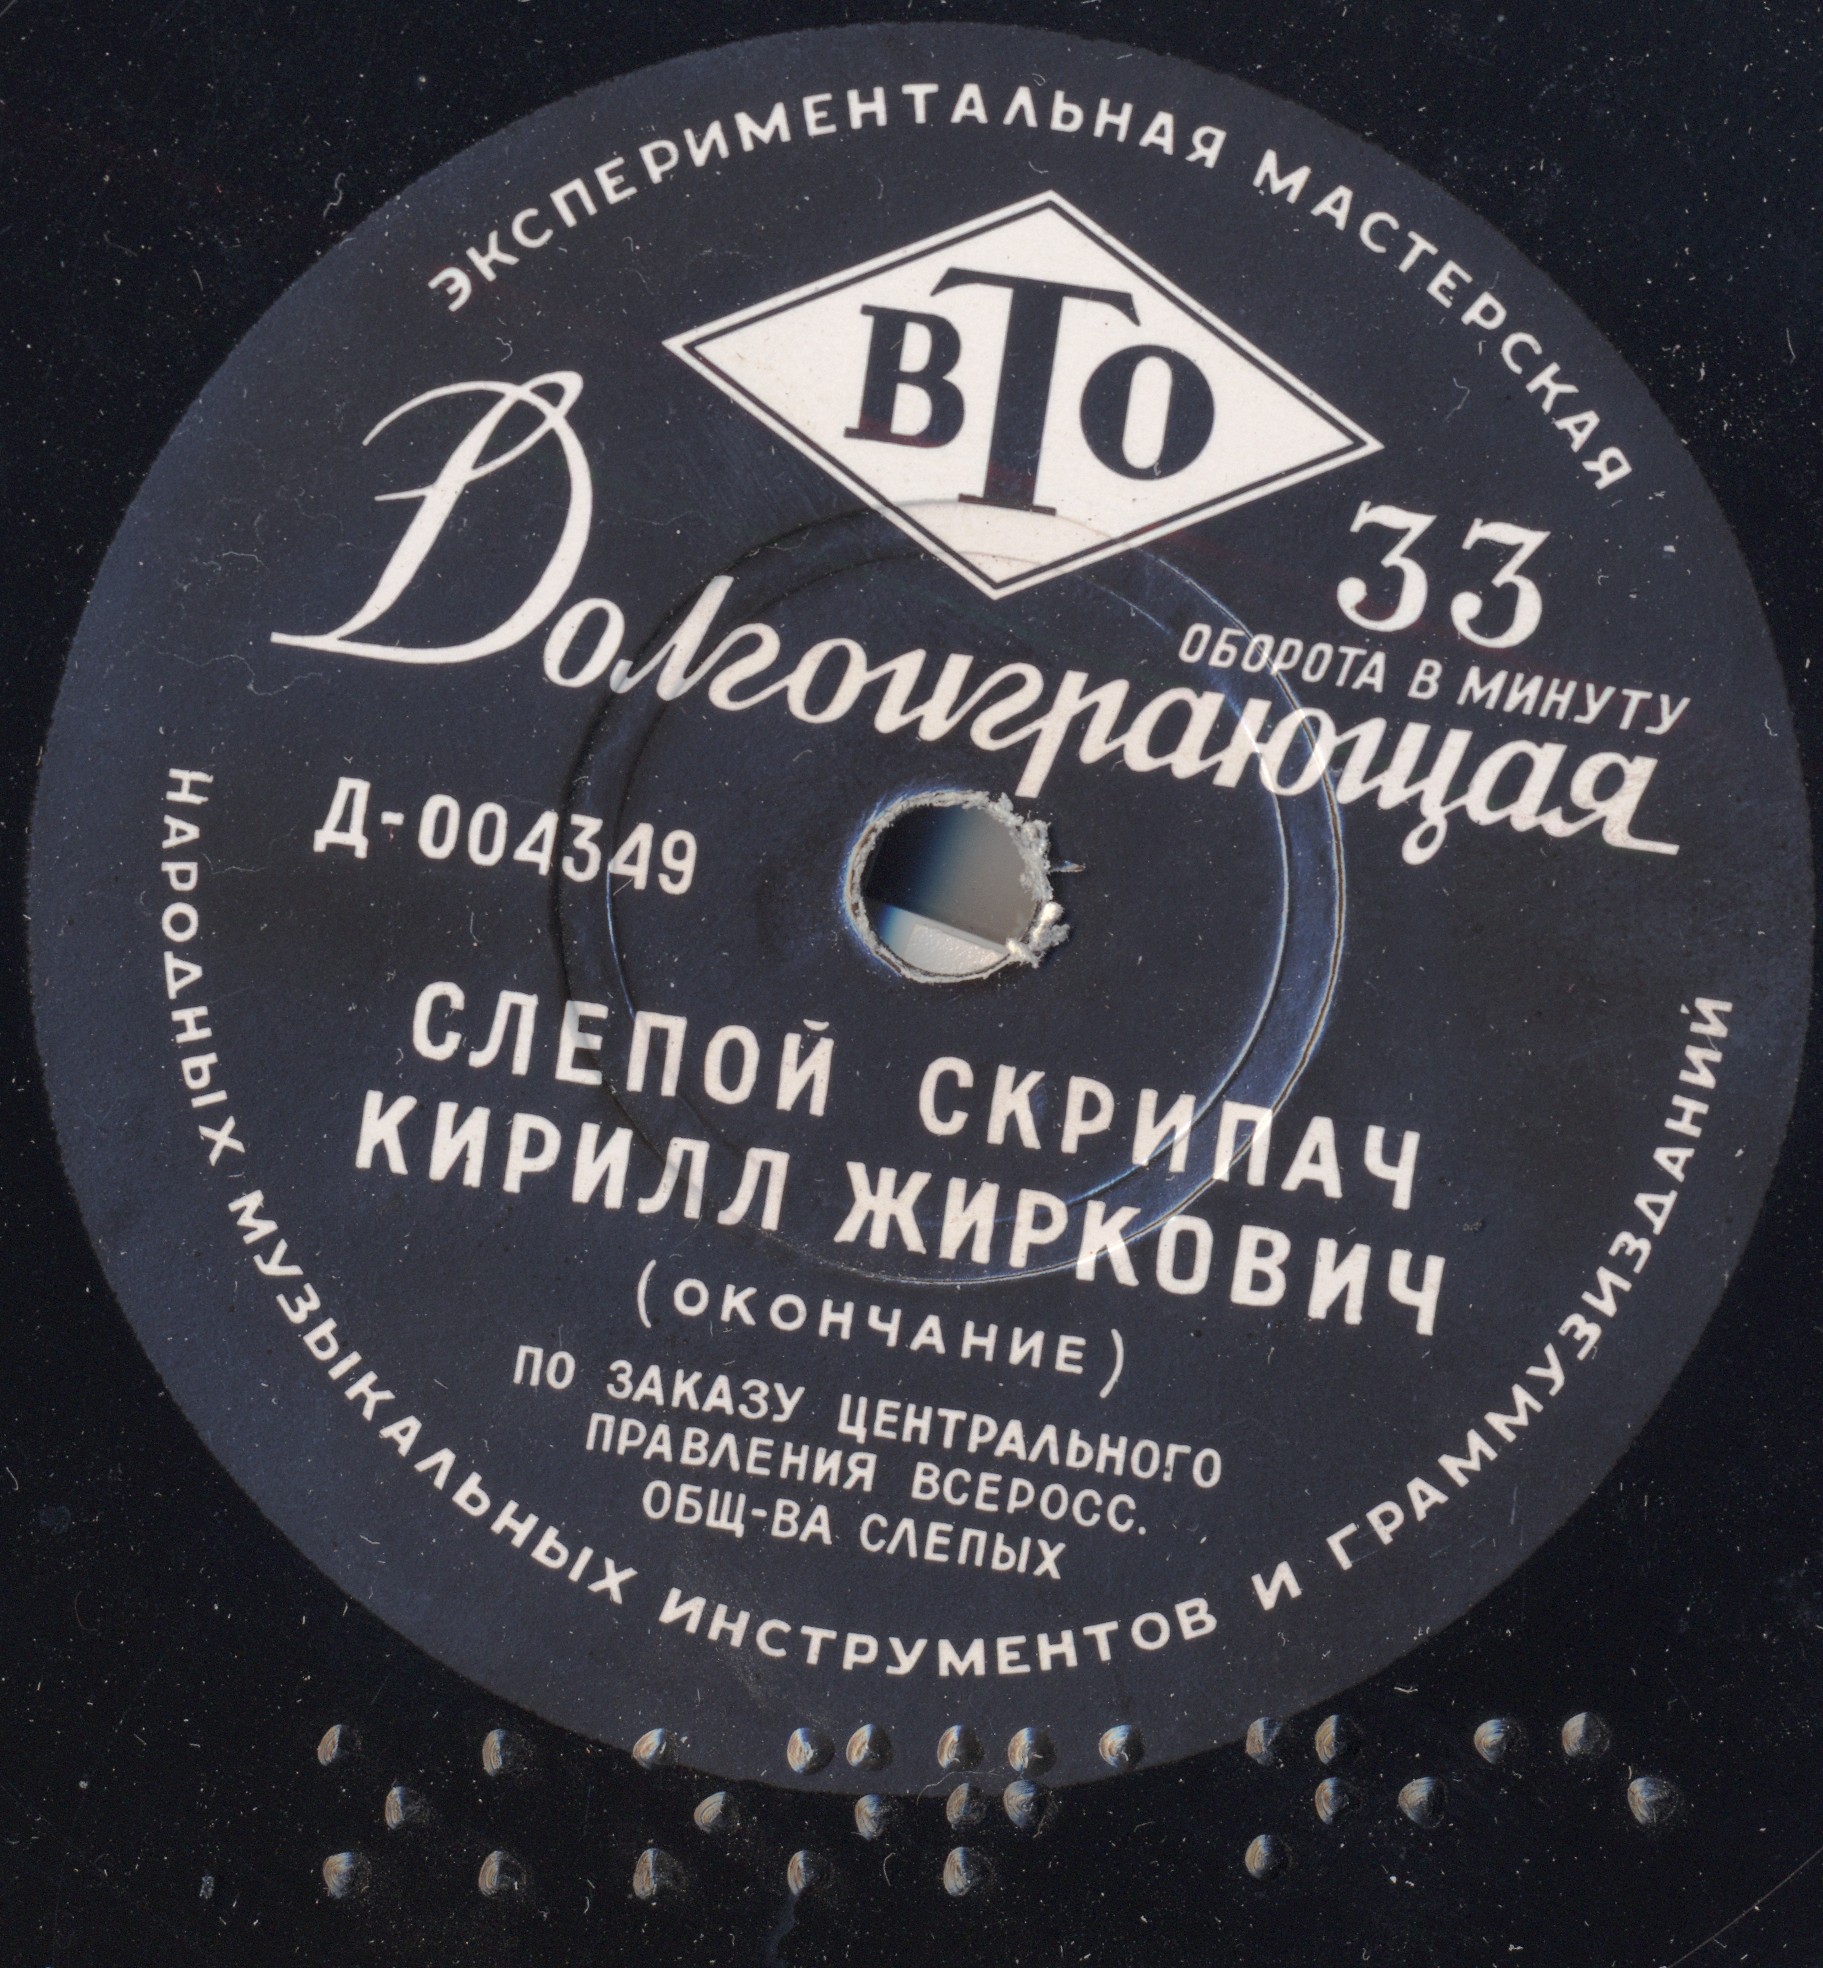 ЭКСПЕРИМЕНТАЛЬНАЯ МАСТЕРСКАЯ
ВТО
33
ОБОРОТА В МИНУТУ
Долгоиграющая
Д-004349
СЛЕПОЙ СКРИПАЧ
КИРИЛЛ ЖИРКОВИЧ
(ОКОНЧАНИЕ)
ПО ЗАКАЗУ ЦЕНТРАЛЬНОГО
ПРАВЛЕНИЯ ВСЕРОСС.
ОБЩ-ВА СЛЕПЫХ
НАРОДНЫХ МУЗЫКАЛЬНЫХ ИНСТРУМЕНТОВ И ГРАММУЗИЗДАНИЙ